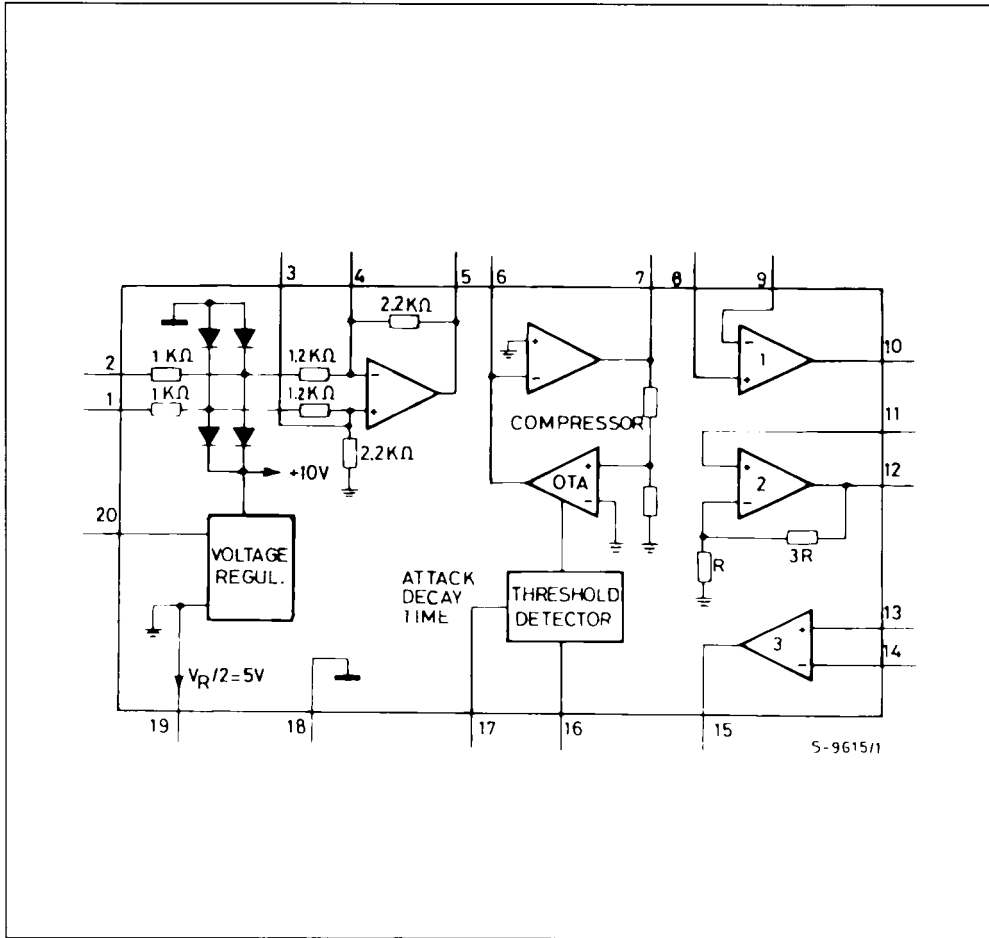 3 4 5 6 7 8 9
2.2KΩ
2 1KΩ 1.2KΩ - + - 1 10
1 1KΩ 1.2KΩ + - +
COMPRESSOR 11
2.2KΩ
+10V OTA + - + 2 - 12
20
3R
VOLTAGE
REGUL.
R
ATTACK
DECAY
TIME
THRESHOLD
DETECTOR
13
3 + -
14
VR/2=5V
19 18 17 16 15
S-9615/1